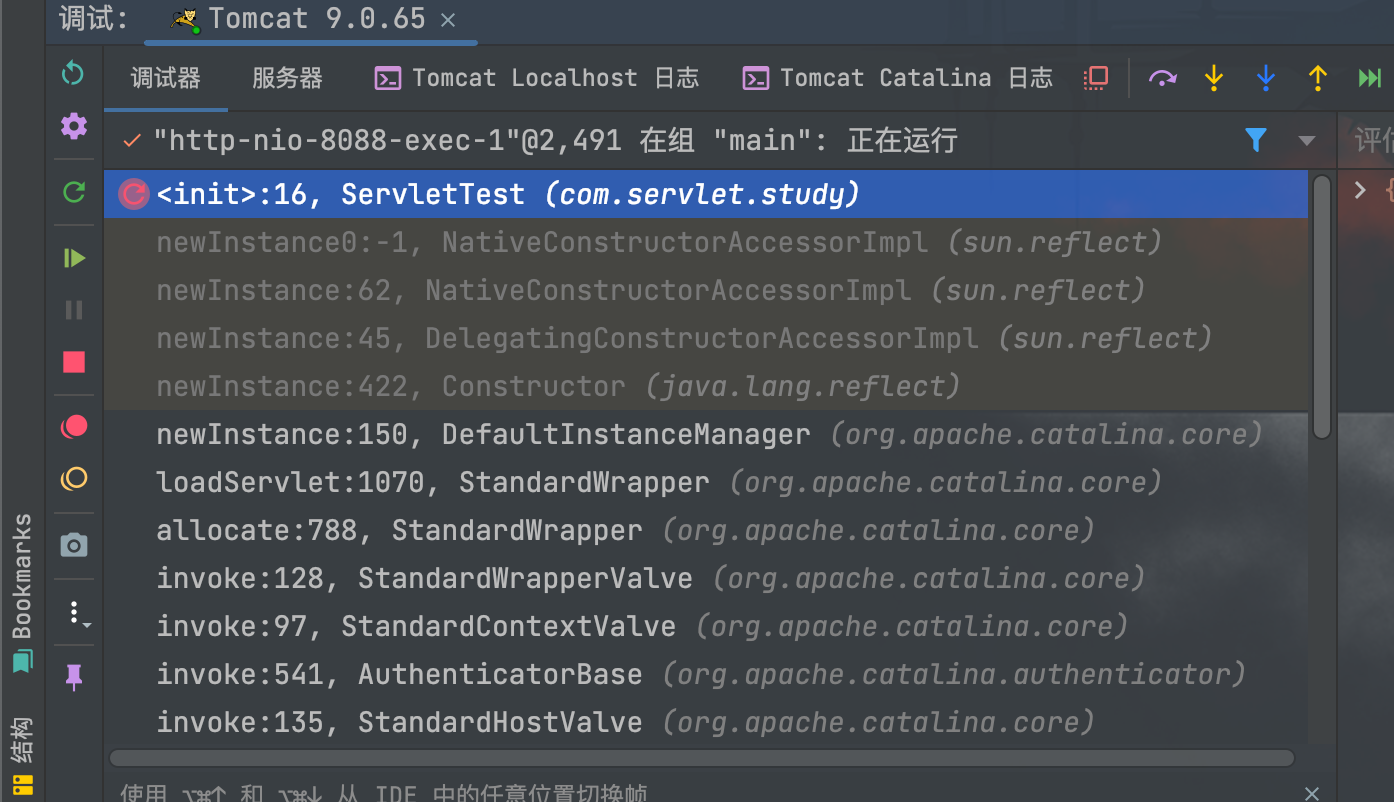 调试: Tomcat 9.0.65
调试器 服务器 Tomcat Localhost 日志 Tomcat Catalina 日志
"http-nio-8088-exec-1"@2,491 在组 "main": 正在运行
<init>:16, ServletTest (com.servlet.study)
newInstance0:-1, NativeConstructorAccessorImpl (sun.reflect)
newInstance:62, NativeConstructorAccessorImpl (sun.reflect)
newInstance:45, DelegatingConstructorAccessorImpl (sun.reflect)
newInstance:422, Constructor (java.lang.reflect)
newInstance:150, DefaultInstanceManager (org.apache.catalina.core)
loadServlet:1070, StandardWrapper (org.apache.catalina.core)
allocate:788, StandardWrapper (org.apache.catalina.core)
invoke:128, StandardWrapperValve (org.apache.catalina.core)
invoke:97, StandardContextValve (org.apache.catalina.core)
invoke:541, AuthenticatorBase (org.apache.catalina.authenticator)
invoke:135, StandardHostValve (org.apache.catalina.core)
使用 ⌥⌘↑ 和 ⌥⌘↓ 从 IDE 中的任意位置切换帧
Bookmarks
结构